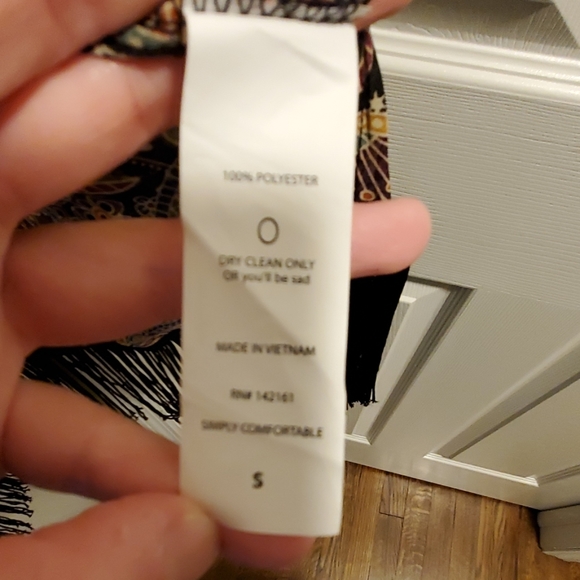 100% POLYESTER
DRY CLEAN ONLY
OR you'll be sad
MADE IN VIETNAM
RN# 142161
SIMPLY COMFORTABLE
S